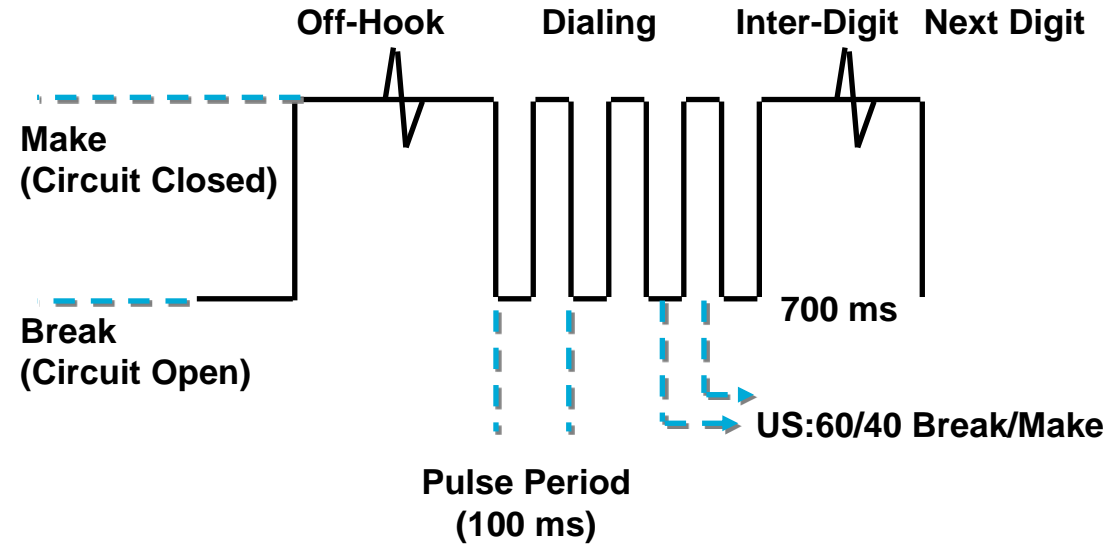 Off-Hook Dialing Inter-Digit Next Digit
Make
(Circuit Closed)
Break
(Circuit Open)
700 ms
US:60/40 Break/Make
Pulse Period
(100 ms)